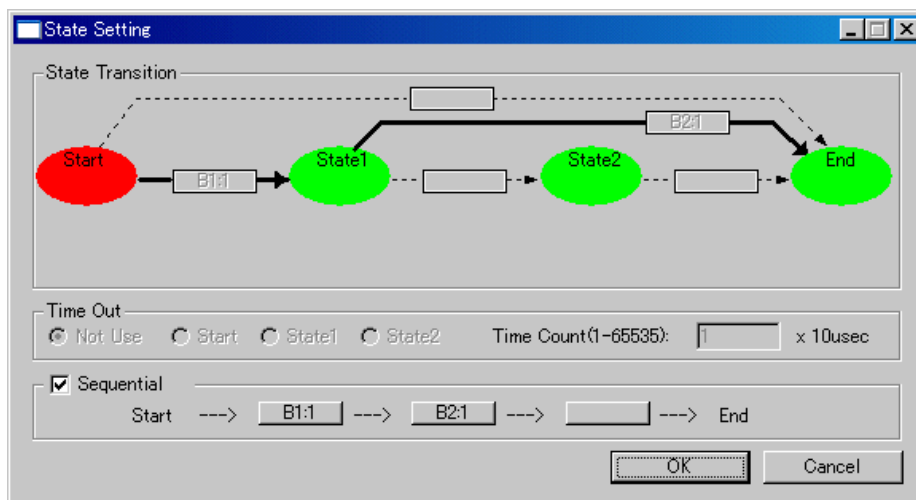 State Setting
State Transition
B2:1
Start State1 State2 End
B1:1
Time Out
Not Use Start State1 State2 Time Count(1-65535): 1 x 10usec
Sequential
Start ---> B1:1 ---> B2:1 ---> ---> End
OK Cancel